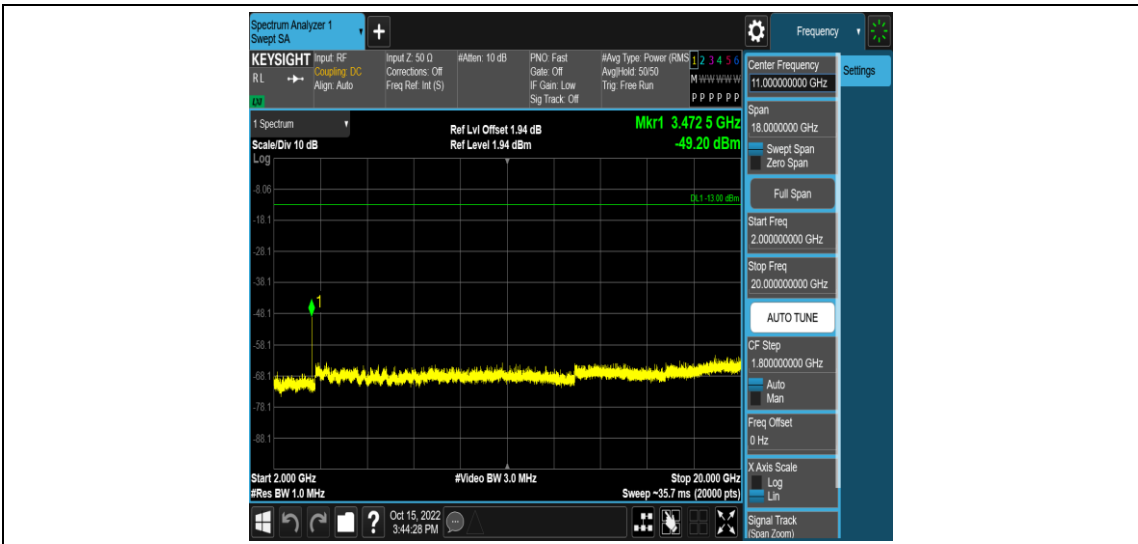 Spectrum Analyzer 1
Swept SA
+
Frequency
KEYSIGHT
RL
LXI
Input: RF
Coupling: DC
Align: Auto
Input Z: 50 Ω
Corrections: Off
Freq Ref: Int (S)
#Atten: 10 dB
PNO: Fast
Gate: Off
IF Gain: Low
Sig Track: Off
#Avg Type: Power (RMS
Avg|Hold: 50/50
Trig: Free Run
1 2 3 4 5 6
M W W W W W
P P P P P P
Center Frequency
11.000000000 GHz
Settings
1 Spectrum
Scale/Div 10 dB
Log
Ref Lvl Offset 1.94 dB
Ref Level 1.94 dBm
Mkr1 3.472 5 GHz
-49.20 dBm
Span
18.0000000 GHz
Swept Span
Zero Span
Full Span
Start Freq
2.000000000 GHz
Stop Freq
20.000000000 GHz
AUTO TUNE
CF Step
1.800000000 GHz
Auto
Man
Freq Offset
0 Hz
X Axis Scale
Log
Lin
Signal Track
(Span Zoom)
-8.06
DL1 -13.00 dBm
-18.1
-28.1
-38.1
1
-48.1
-58.1
-68.1
-78.1
-88.1
Start 2.000 GHz
#Res BW 1.0 MHz
#Video BW 3.0 MHz
Stop 20.000 GHz
Sweep ~35.7 ms (20000 pts)
?
Oct 15, 2022
3:44:28 PM